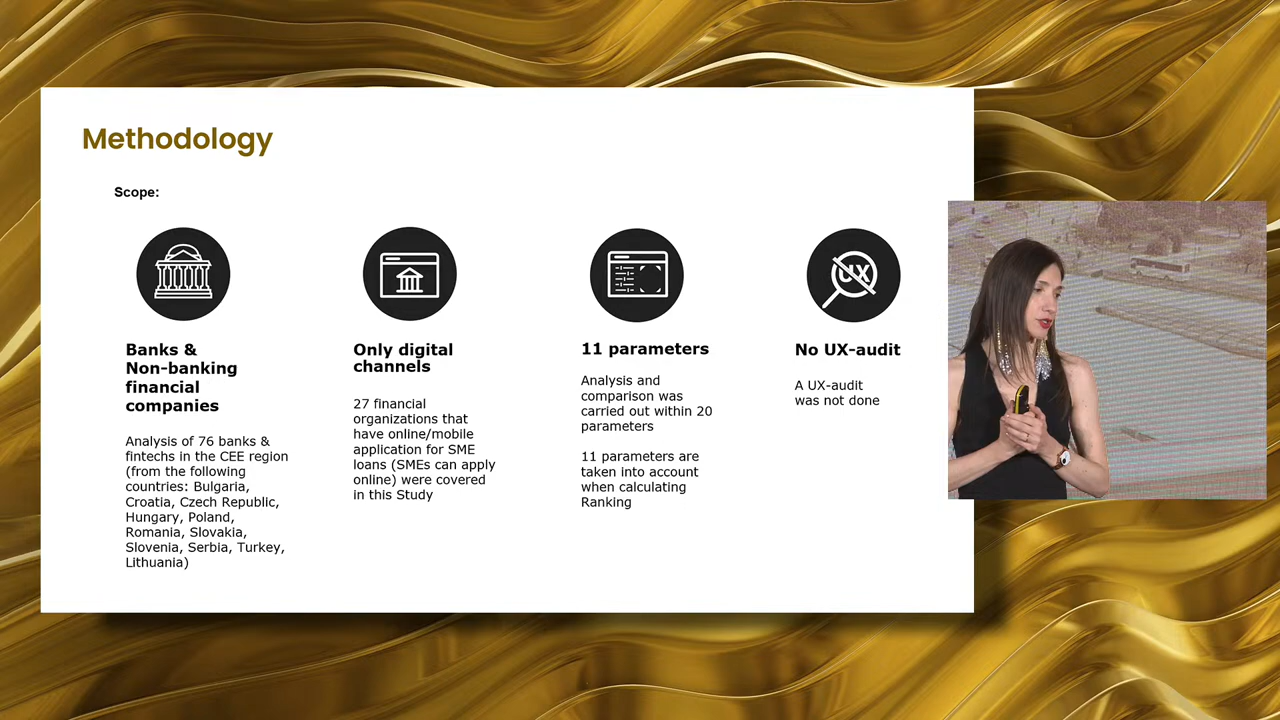 Methodology
Scope:
UX
Banks &
Non-banking
financial
companies
Analysis of 76 banks &
fintechs in the CEE region
(from the following
countries: Bulgaria,
Croatia, Czech Republic,
Hungary, Poland,
Romania, Slovakia,
Slovenia, Serbia, Turkey,
Lithuania)
Only digital
channels
27 financial
organizations that
have online/mobile
application for SME
loans (SMEs can apply
online) were covered
in this Study
11 parameters
Analysis and
comparison was
carried out within 20
parameters
11 parameters are
taken into account
when calculating
Ranking
No UX-audit
A UX-audit
was not done